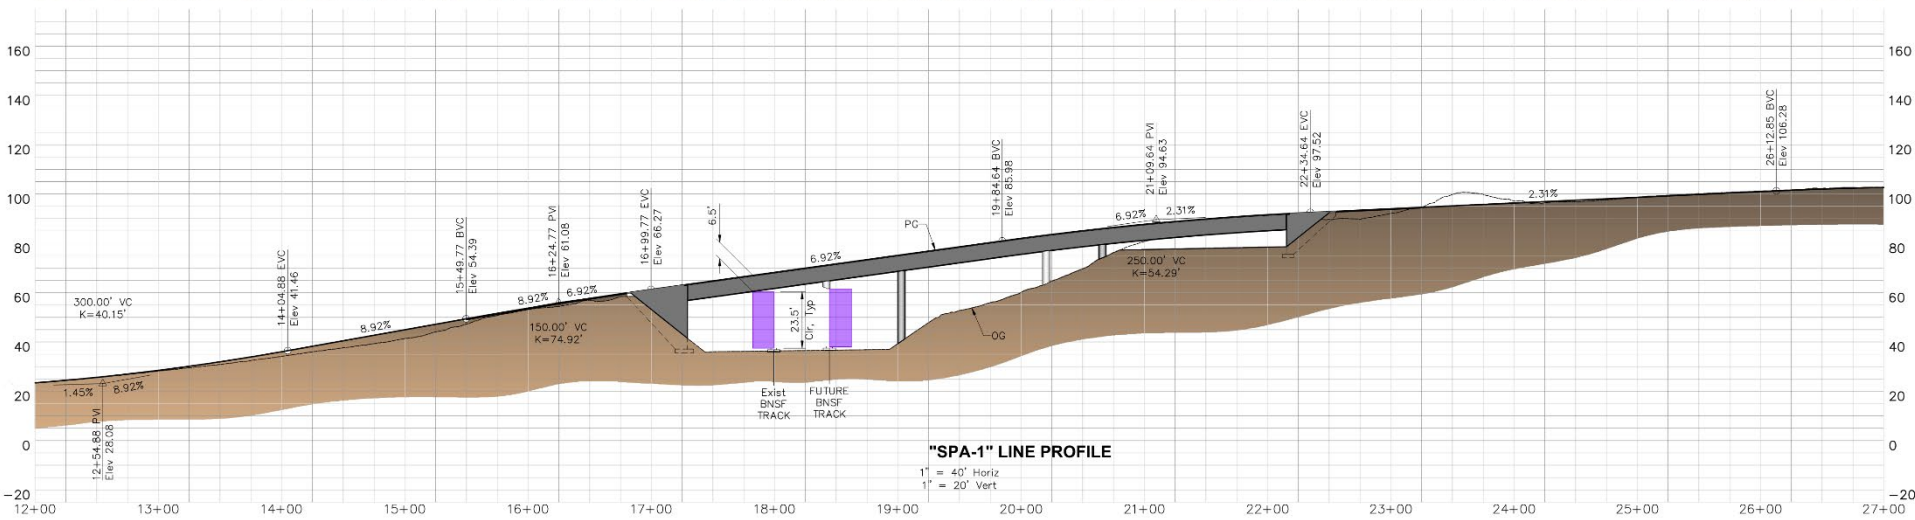 160
160
140
140
120
120
100
100
80
80
60
60
40
40
20
20
0
0
-20
-20
300.00' VC
K=40.15'
1.45%
8.92%
12+54.88 PVI
Elev 28.08
14+04.88 EVC
Elev 41.46
8.92%
15+49.77 BVC
Elev 54.39
8.92%
6.92%
16+24.77 PVI
Elev 61.08
150.00' VC
K=74.92'
16+99.77 EVC
Elev 66.27
6.5'
23.5'
Clr, Typ
6.92%
Exist
BNSF
TRACK
FUTURE
BNSF
TRACK
PG
OG
19+84.64 BVC
Elev 85.98
6.92%
2.31%
21+09.64 PVI
Elev 94.63
250.00' VC
K=54.29'
22+34.64 EVC
Elev 97.52
2.31%
26+12.85 BVC
Elev 106.28
"SPA-1" LINE PROFILE
1" = 40' Horiz
1" = 20' Vert
12+00
13+00
14+00
15+00
16+00
17+00
18+00
19+00
20+00
21+00
22+00
23+00
24+00
25+00
26+00
27+00